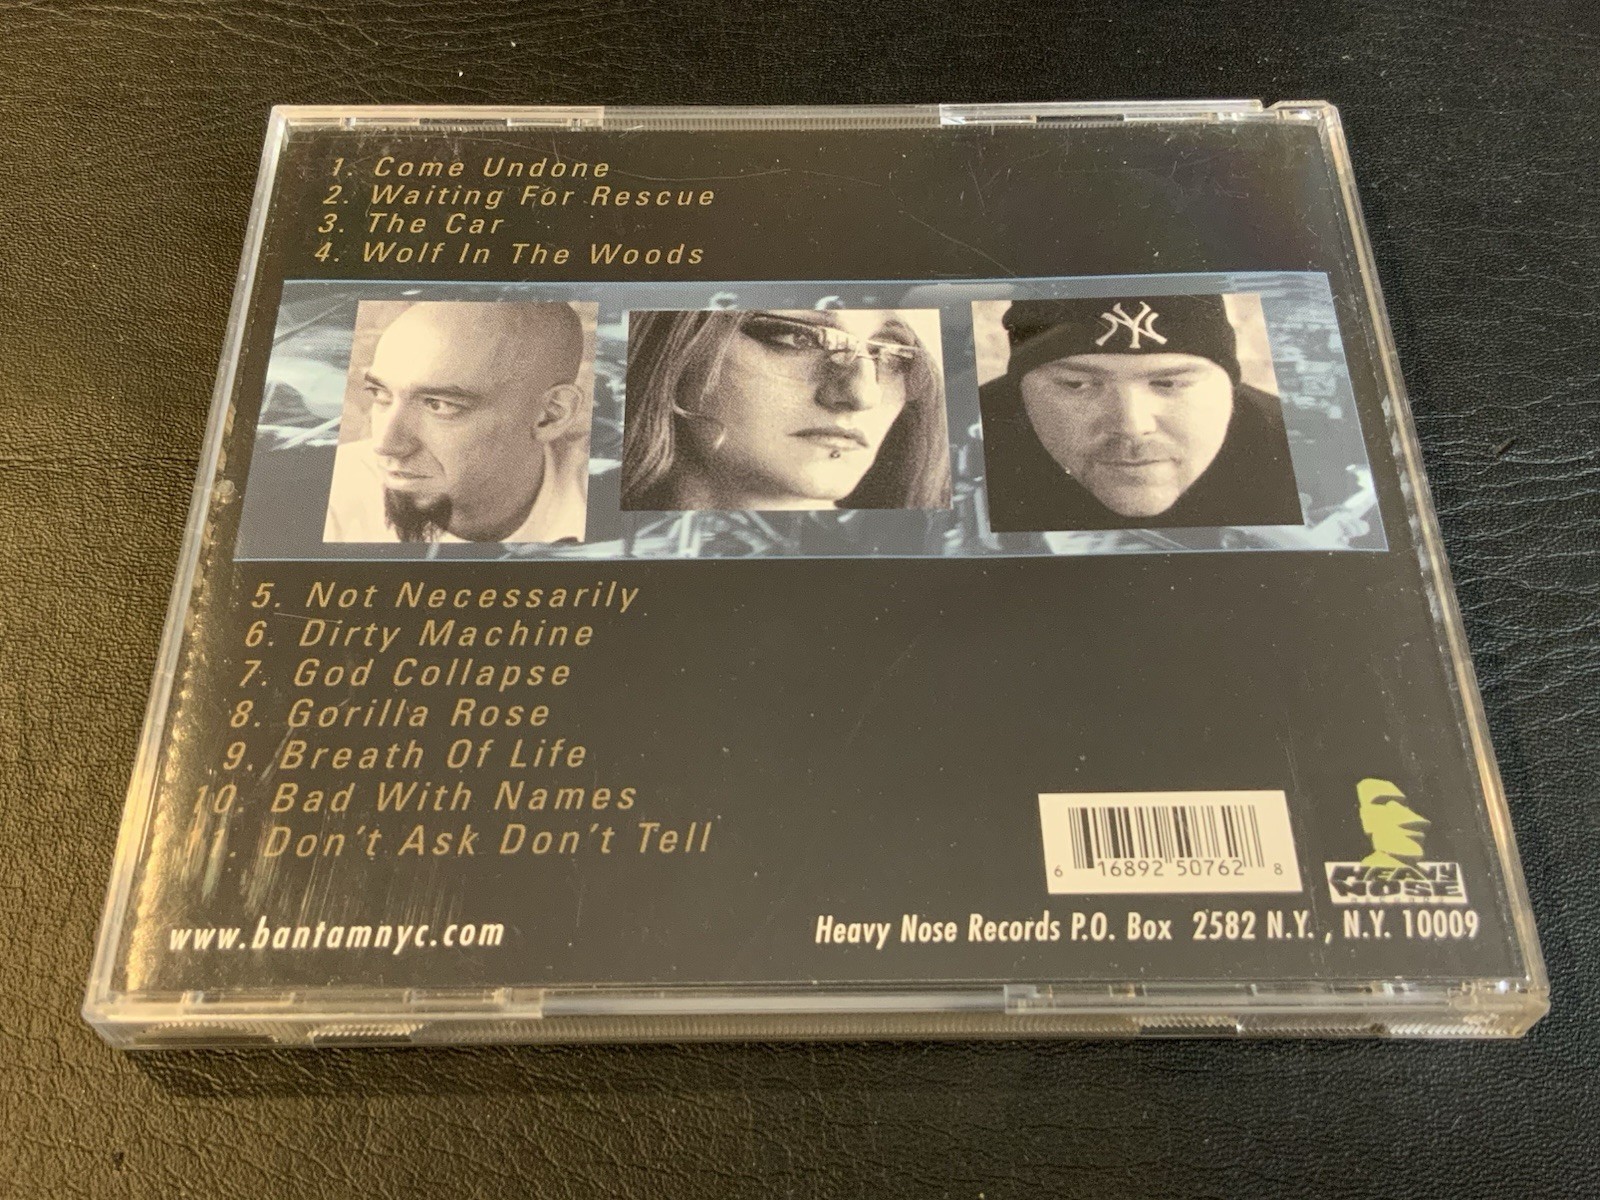 1. Come Undone
2. Waiting For Rescue
3. The Car
4. Wolf In The Woods
NY
5. Not Necessarily
6. Dirty Machine
7. God Collapse
8. Gorilla Rose
9. Breath Of Life
10. Bad With Names
11. Don't Ask Don't Tell
6 16892 50762 8
HEAVY
NOSE
www.bantamnyc.com
Heavy Nose Records P.O. Box 2582 N.Y. , N.Y. 10009